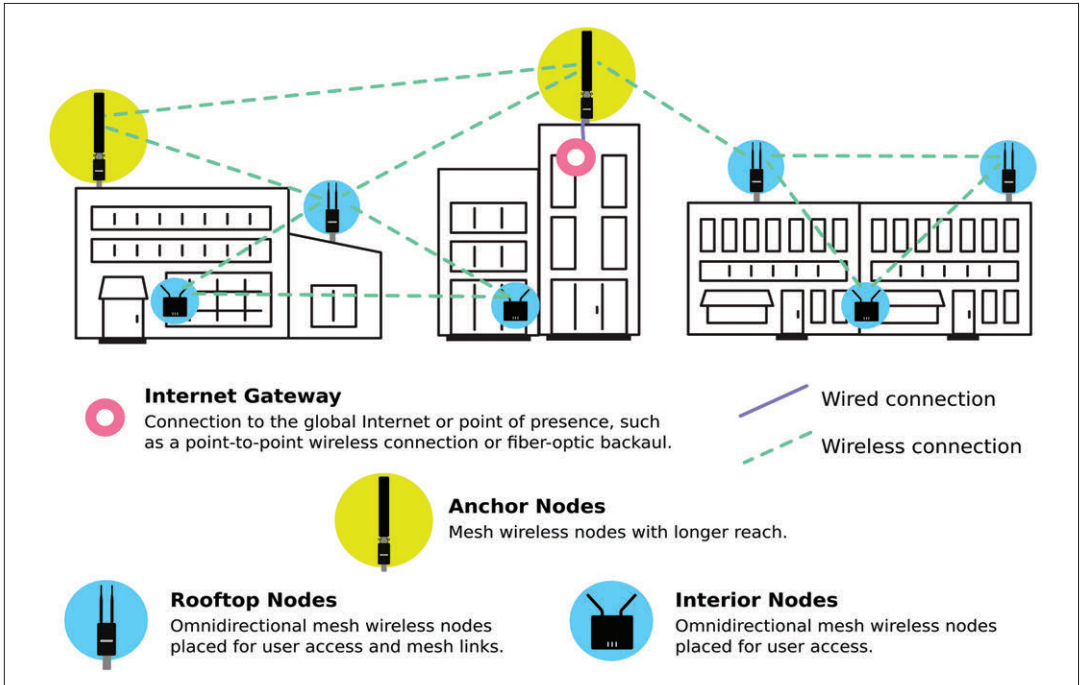 Internet Gateway
Connection to the global Internet or point of presence, such
as a point-to-point wireless connection or fiber-optic backaul.
Wired connection
Wireless connection
Anchor Nodes
Mesh wireless nodes with longer reach.
Rooftop Nodes
Omnidirectional mesh wireless nodes
placed for user access and mesh links.
Interior Nodes
Omnidirectional mesh wireless nodes
placed for user access.